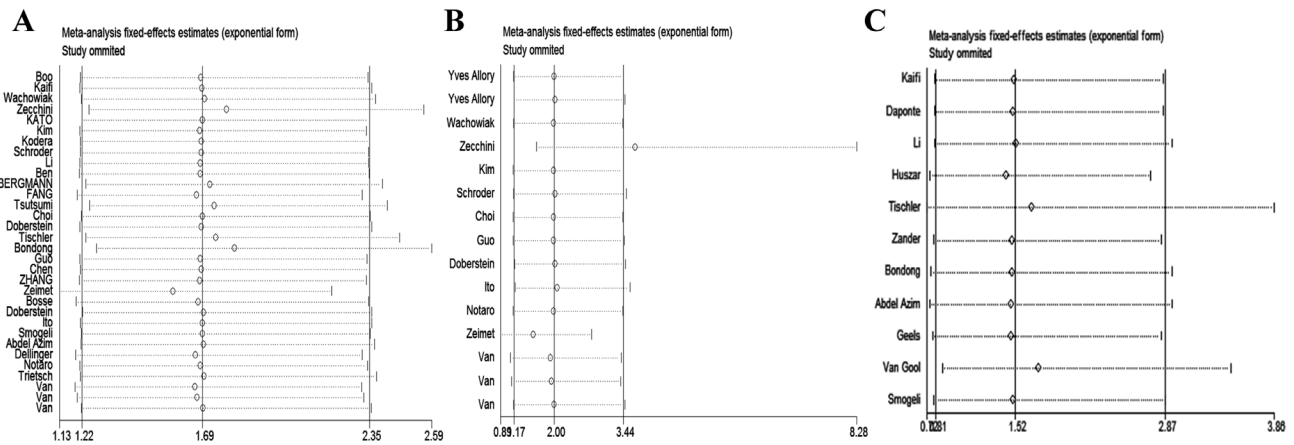 A
Meta-analysis fixed-effects estimates (exponential form)
Study ommited
Boo
Kaifi
Wachowiak
Zecchini
KATO
Kim
Kodera
Schroder
Li
Ben
BERGMANN
FANG
Tsutsumi
Choi
Doberstein
Tischler
Bondong
Guo
Chen
ZHANG
Zeimet
Bosse
Doberstein
Ito
Smogeli
Abdel Azim
Dellinger
Notaro
Trietsch
Van
Van
Van
1.13 1.22 1.69 2.35 2.59
B
Meta-analysis fixed-effects estimates (exponential form)
Study ommited
Yves Allory
Yves Allory
Wachowiak
Zecchini
Kim
Schroder
Choi
Guo
Doberstein
Ito
Notaro
Zeimet
Van
Van
Van
2.00 3.44 8.28
C
Meta-analysis fixed-effects estimates (exponential form)
Study ommited
Kaifi
Daponte
Li
Huszar
Tischler
Zander
Bondong
Abdel Azim
Geels
Van Gool
Smogeli
1.52 2.87 3.88